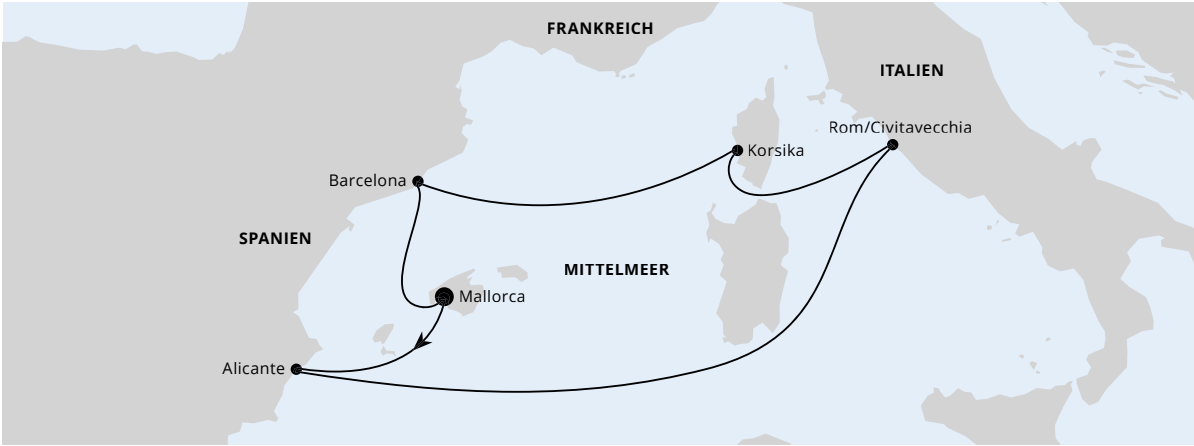 FRANKREICH
ITALIEN
Rom/Civitavecchia
Korsika
Barcelona
SPANIEN
MITTELMEER
Mallorca
Alicante